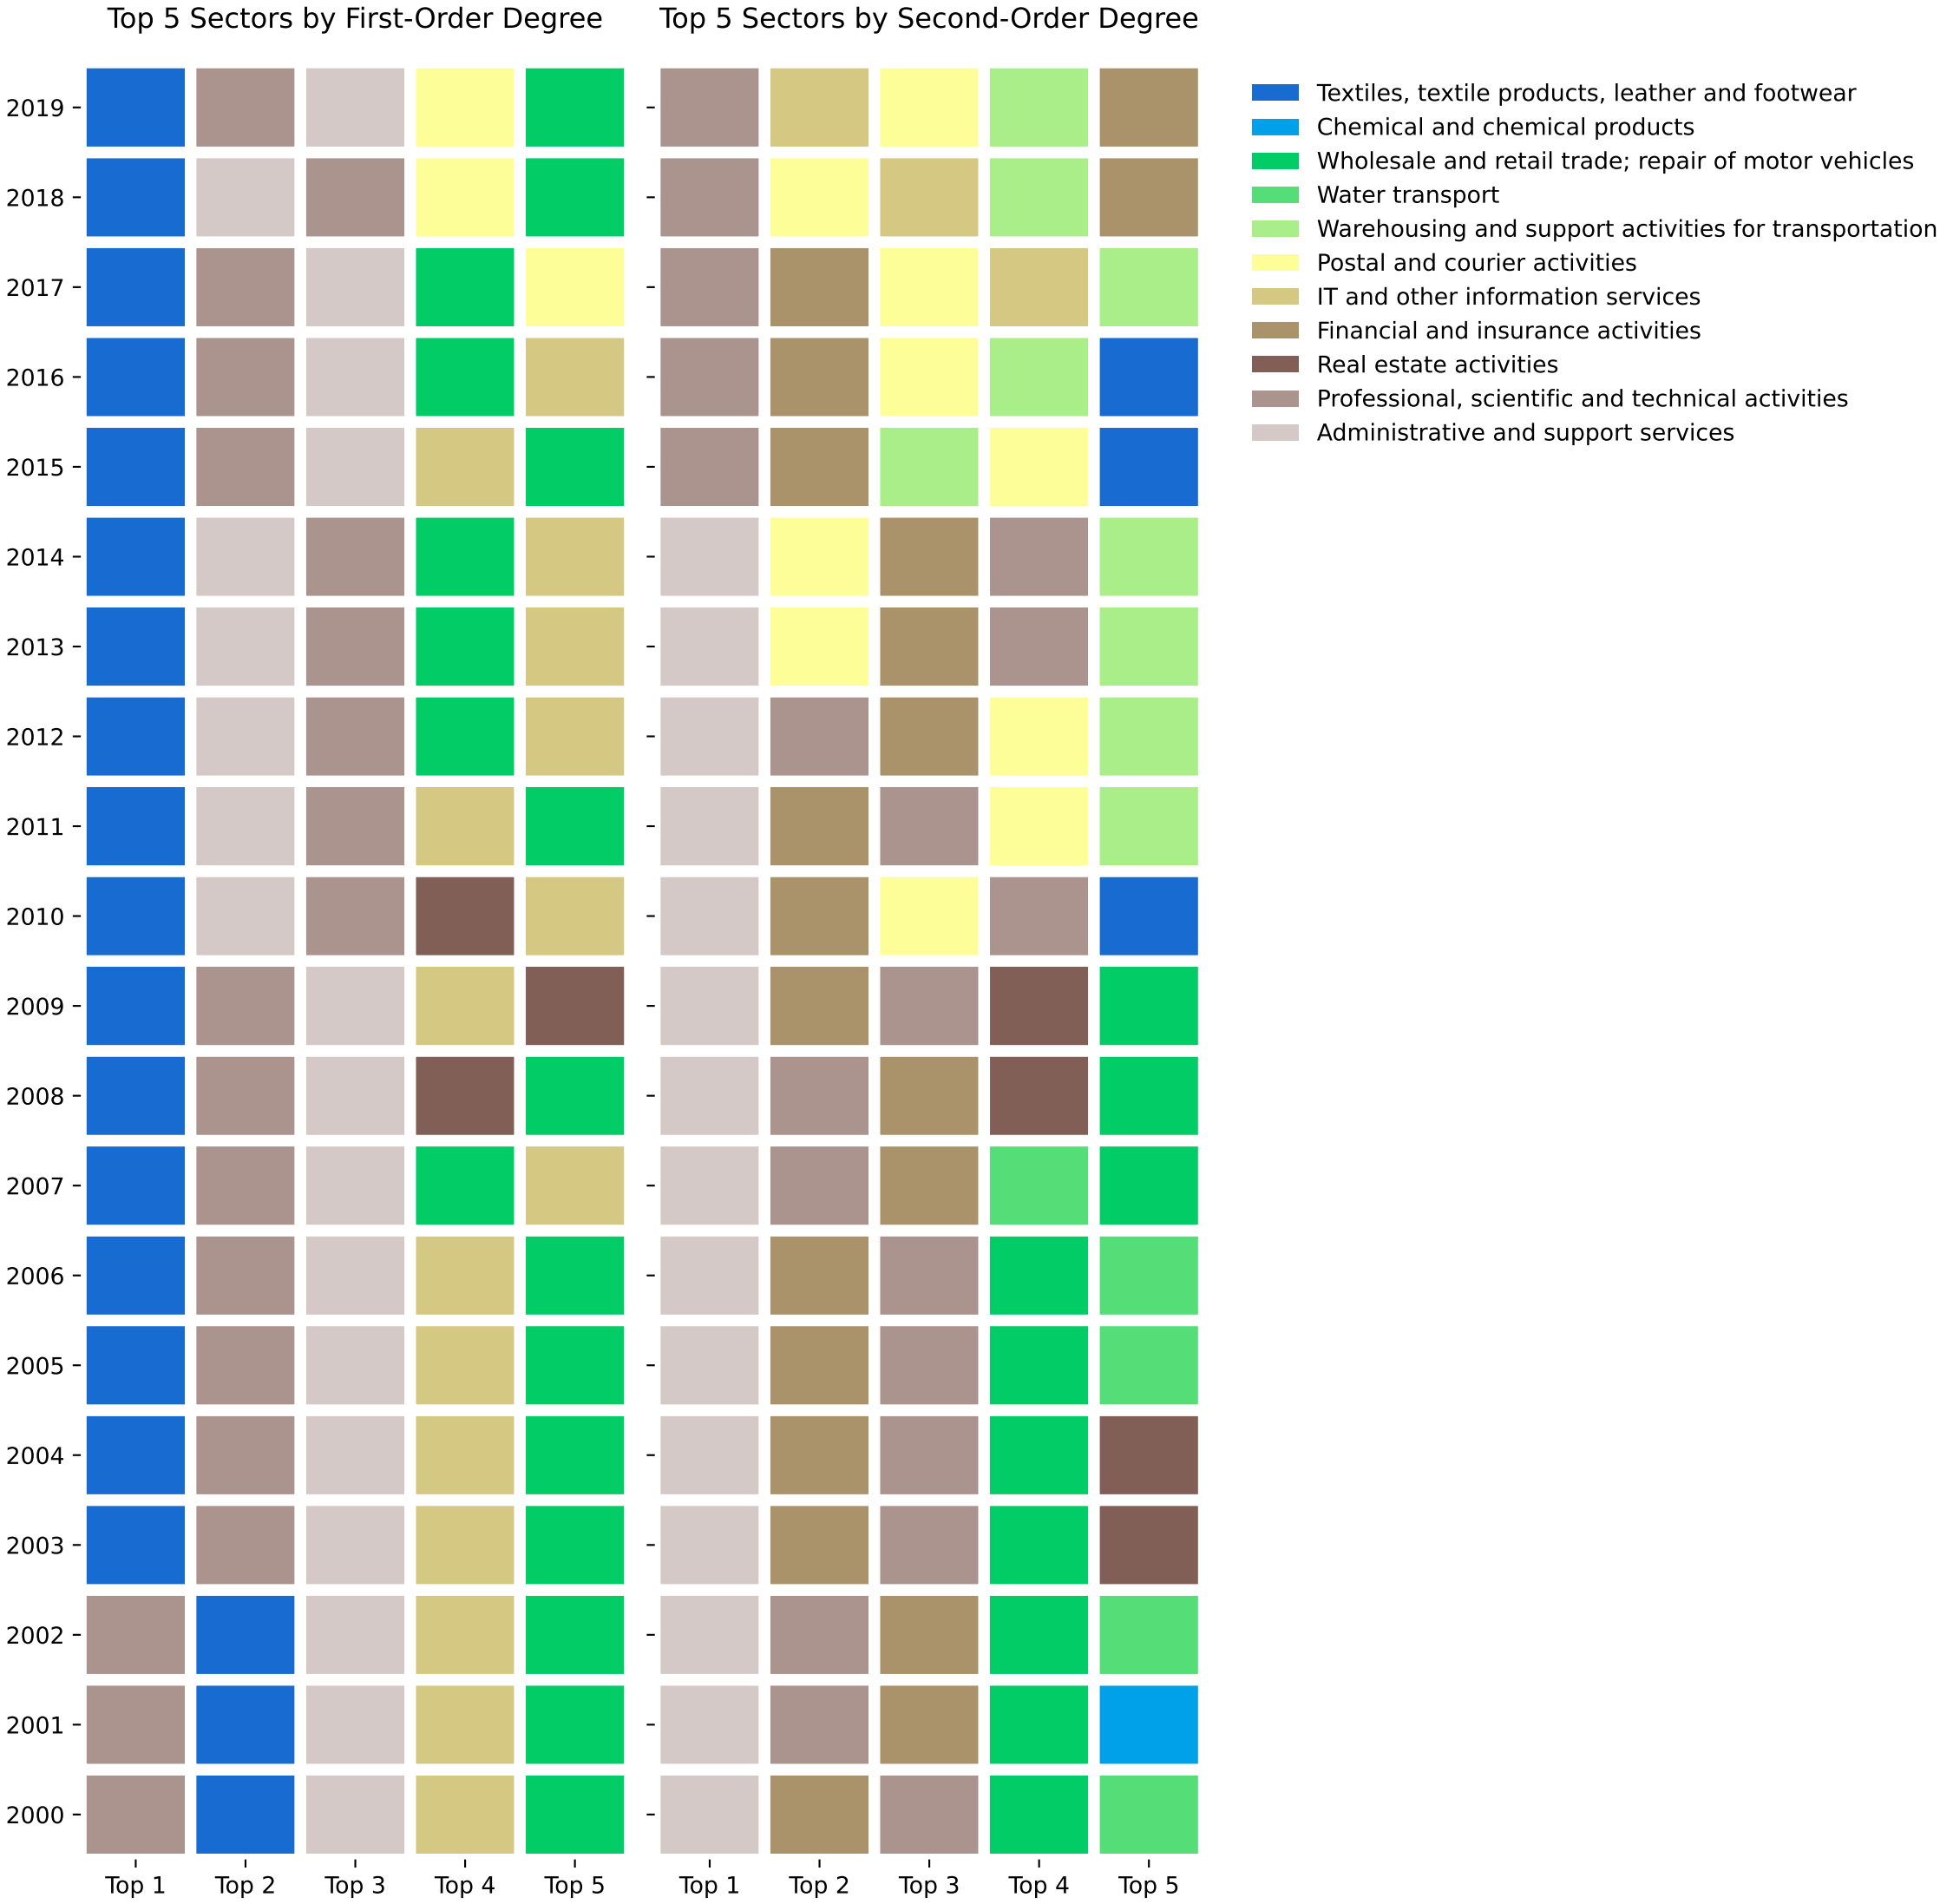 Top 5 Sectors by First-Order Degree
Top 5 Sectors by Second-Order Degree
2019
2018
2017
2016
2015
2014
2013
2012
2011
2010
2009
2008
2007
2006
2005
2004
2003
2002
2001
2000
Top 1 Top 2 Top 3 Top 4 Top 5
Top 1 Top 2 Top 3 Top 4 Top 5
Textiles, textile products, leather and footwear
Chemical and chemical products
Wholesale and retail trade; repair of motor vehicles
Water transport
Warehousing and support activities for transportation
Postal and courier activities
IT and other information services
Financial and insurance activities
Real estate activities
Professional, scientific and technical activities
Administrative and support services